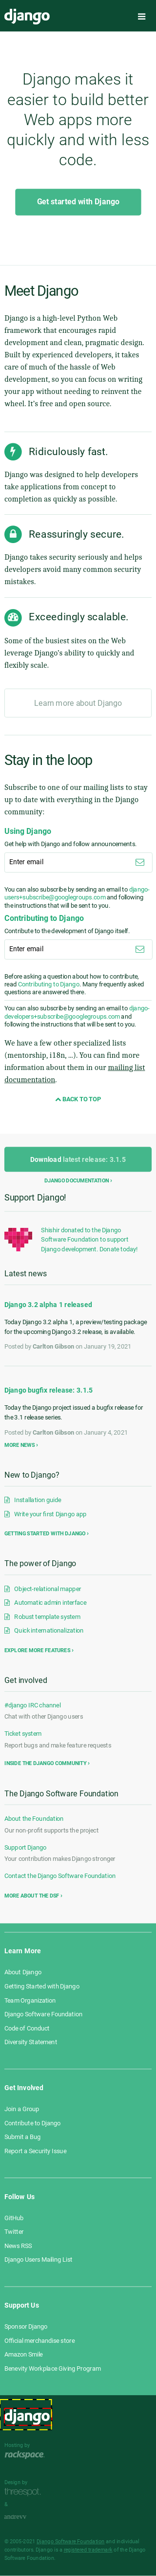 django
Django makes it
easier to build better
Web apps more
quickly and with less
code.
Get started with Django
Meet Django
Django is a high-level Python Web
framework that encourages rapid
development and clean, pragmatic design.
Built by experienced developers, it takes
care of much of the hassle of Web
development, so you can focus on writing
your app without needing to reinvent the
wheel. It's free and open source.
Ridiculously fast.
Django was designed to help developers
take applications from concept to
completion as quickly as possible.
Reassuringly secure.
Django takes security seriously and helps
developers avoid many common security
mistakes.
Exceedingly scalable.
Some of the busiest sites on the Web
leverage Django's ability to quickly and
flexibly scale.
Learn more about Django
Stay in the loop
Subscribe to one of our mailing lists to stay
up to date with everything in the Django
community:
Using Django
Get help with Django and follow announcements.
Enter email
You can also subscribe by sending an email to django-
users+subscribe@googlegroups.com and following
the instructions that will be sent to you.
Contributing to Django
Contribute to the development of Django itself.
Enter email
Before asking a question about how to contribute,
read Contributing to Django. Many frequently asked
questions are answered there.
You can also subscribe by sending an email to django-
developers+subscribe@googlegroups.com and
following the instructions that will be sent to you.
We have a few other specialized lists
(mentorship, i18n, ...). You can find more
information about them in our mailing list
documentation.
BACK TO TOP
Download latest release: 3.1.5
DJANGO DOCUMENTATION ›
Support Django!
Shishir donated to the Django
Software Foundation to support
Django development. Donate today!
Latest news
Django 3.2 alpha 1 released
Today Django 3.2 alpha 1, a preview/testing package
for the upcoming Django 3.2 release, is available.
Posted by Carlton Gibson on January 19, 2021
Django bugfix release: 3.1.5
Today the Django project issued a bugfix release for
the 3.1 release series.
Posted by Carlton Gibson on January 4, 2021
MORE NEWS ›
New to Django?
Installation guide
Write your first Django app
GETTING STARTED WITH DJANGO ›
The power of Django
Object-relational mapper
Automatic admin interface
Robust template system
Quick internationalization
EXPLORE MORE FEATURES ›
Get involved
#django IRC channel
Chat with other Django users
Ticket system
Report bugs and make feature requests
INSIDE THE DJANGO COMMUNITY ›
The Django Software Foundation
About the Foundation
Our non-profit supports the project
Support Django
Your contribution makes Django stronger
Contact the Django Software Foundation
MORE ABOUT THE DSF ›
Learn More
About Django
Getting Started with Django
Team Organization
Django Software Foundation
Code of Conduct
Diversity Statement
Get Involved
Join a Group
Contribute to Django
Submit a Bug
Report a Security Issue
Follow Us
GitHub
Twitter
News RSS
Django Users Mailing List
Support Us
Sponsor Django
Official merchandise store
Amazon Smile
Benevity Workplace Giving Program
django
Hosting by
rackspace.
Design by
threespot.
&
andrevv
© 2005-2021 Django Software Foundation and individual
contributors. Django is a registered trademark of the Django
Software Foundation.